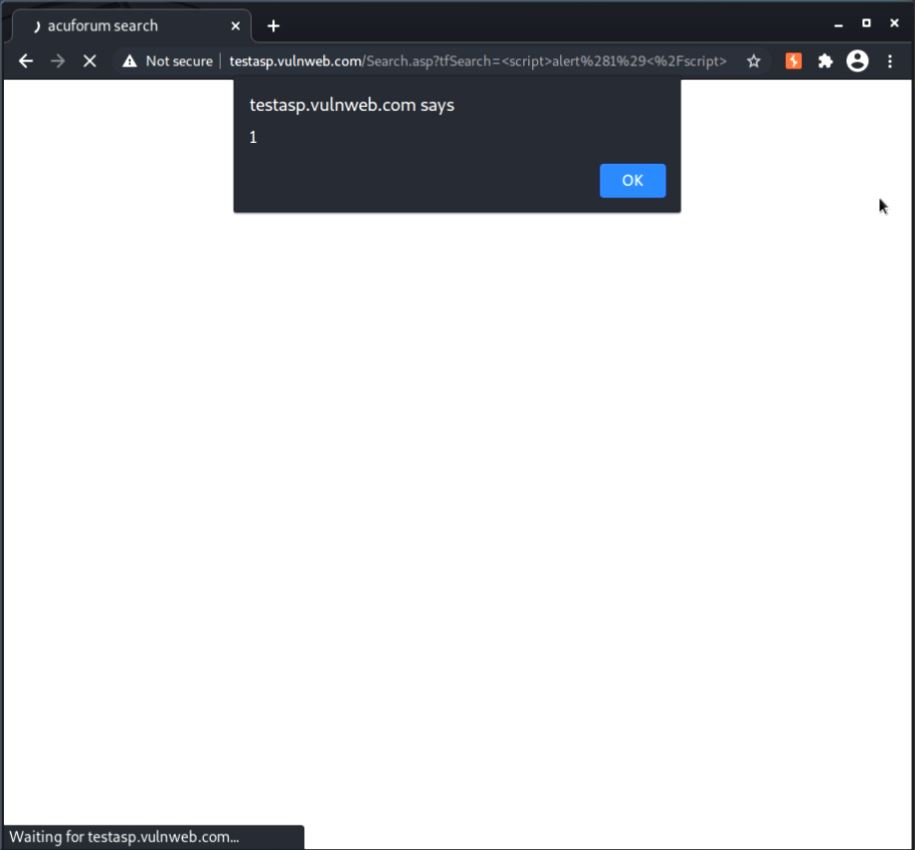 acuforum search
Not secure testasp.vulnweb.com/Search.asp?tfSearch=<script>alert%281%29<%2Fscript>
testasp.vulnweb.com says
1
OK
Waiting for testasp.vulnweb.com...